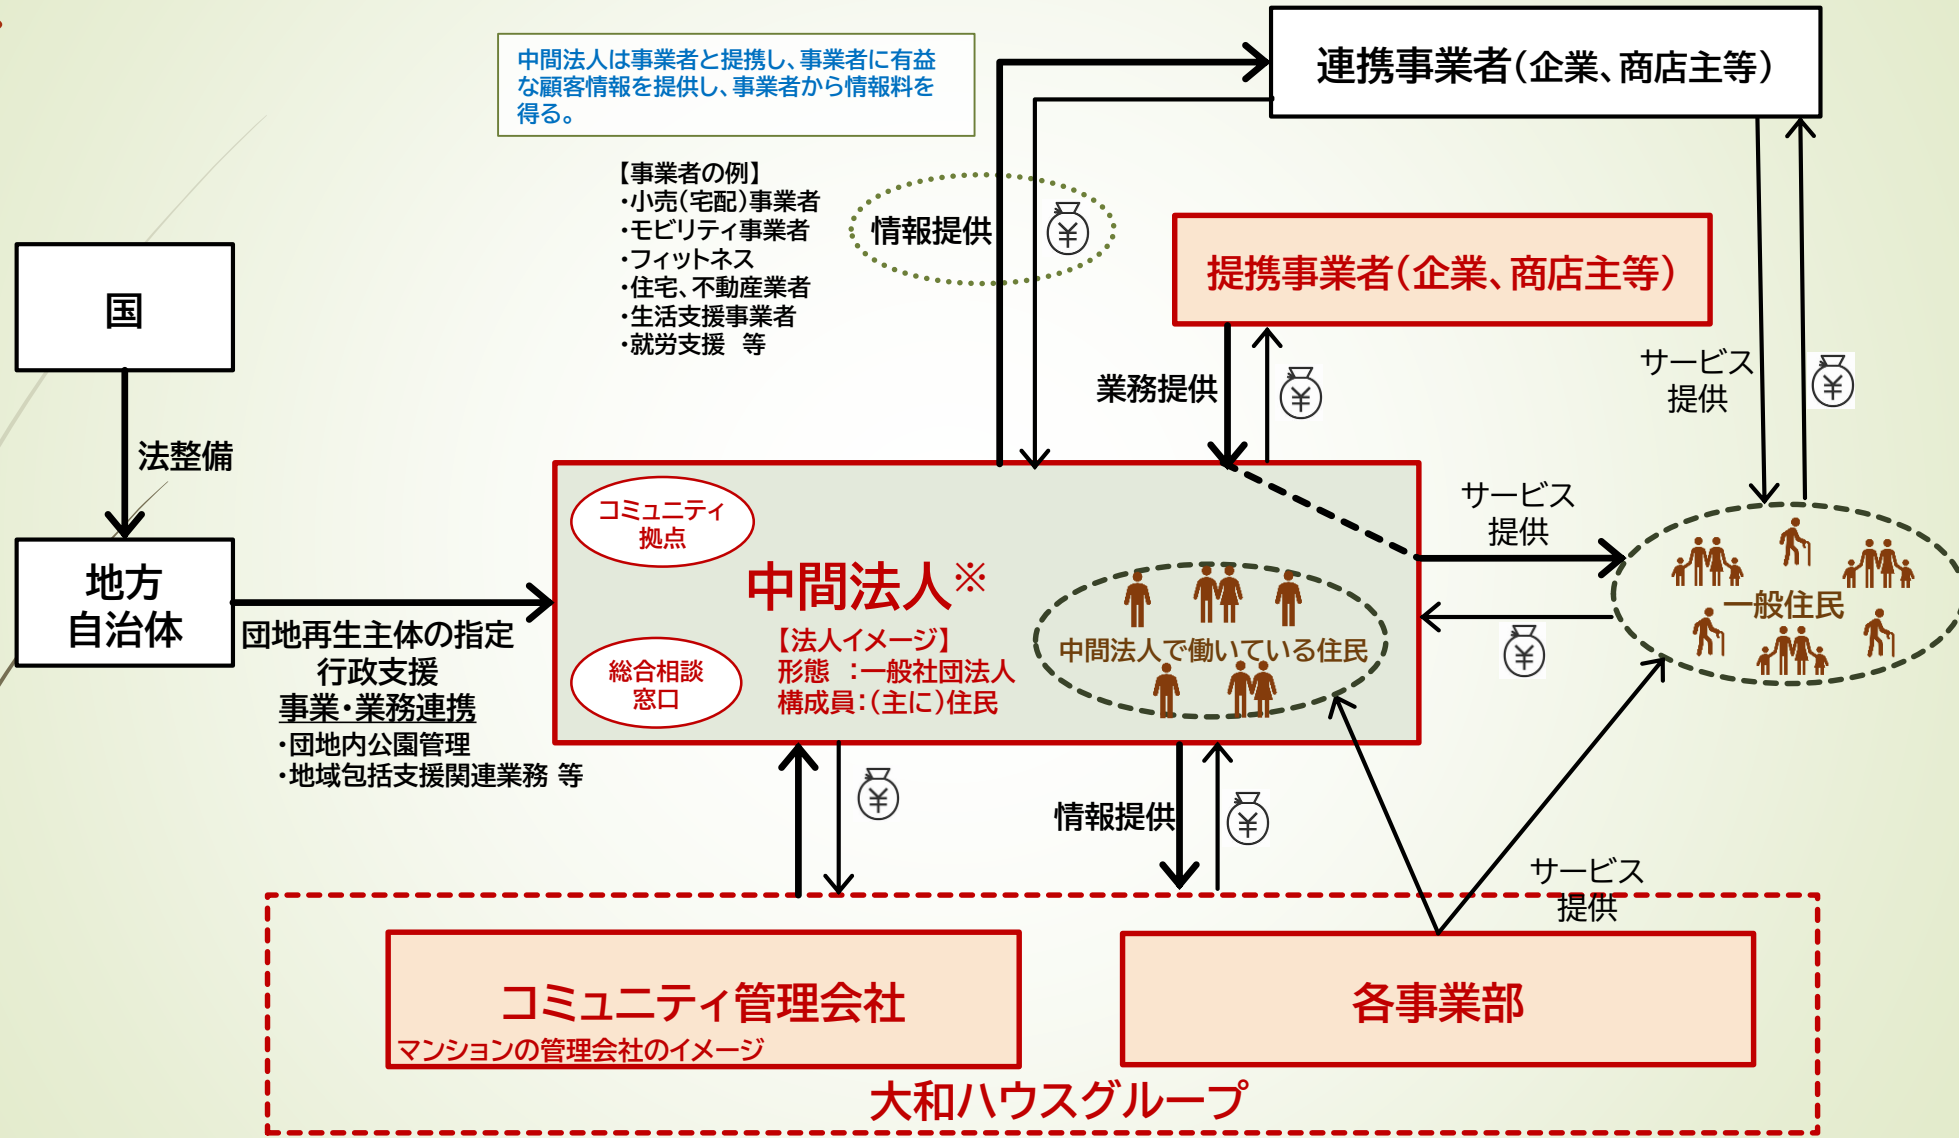 中間法人は事業者と提携し、事業者に有益
な顧客情報を提供し、事業者から情報料を
得る。
連携事業者(企業、商店主等)
【事業者の例】
・小売(宅配)事業者
・モビリティ事業者
・フィットネス
・住宅、不動産業者
・生活支援事業者
・就労支援 等
情報提供
¥
提携事業者(企業、商店主等)
国
法整備
業務提供
¥
サービス
提供
¥
地方
自治体
団地再生主体の指定
行政支援
事業・業務連携
・団地内公園管理
・地域包括支援関連業務 等
コミュニティ
拠点
中間法人※
【法人イメージ】
形態 :一般社団法人
構成員:(主に)住民
総合相談
窓口
中間法人で働いている住民
サービス
提供
¥
一般住民
¥
情報提供
¥
サービス
提供
コミュニティ管理会社
マンションの管理会社のイメージ
各事業部
大和ハウスグループ